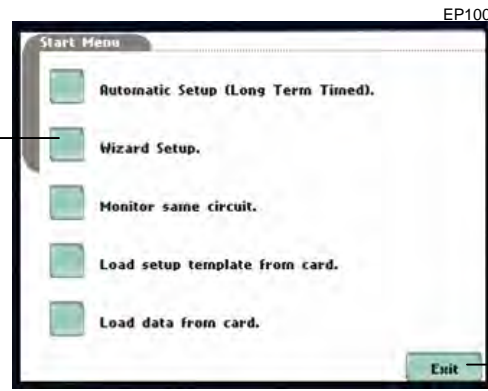 EP100
Start Menu
Automatic Setup (Long Term Timed).
Wizard Setup.
Monitor same circuit.
Load setup template from card.
Load data from card.
Exit